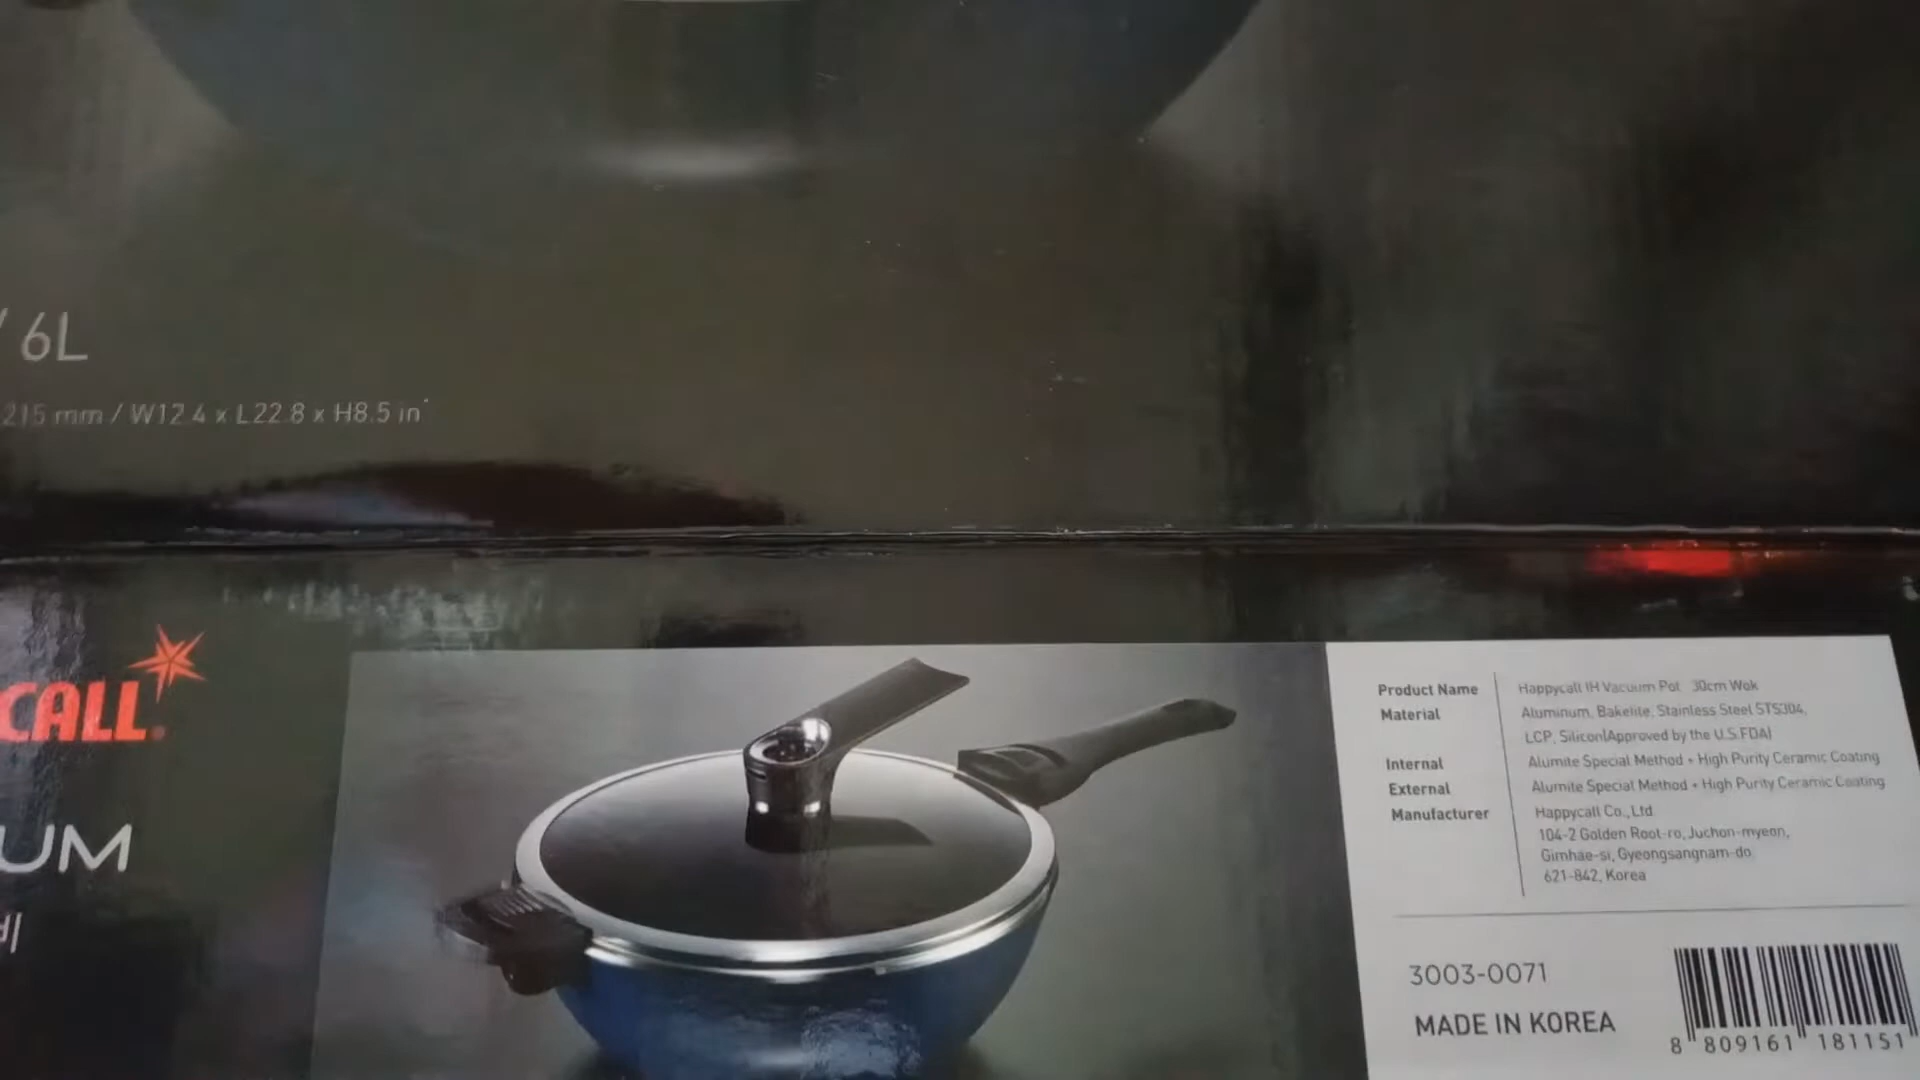 / 6L
215 mm / W12.4 x L22.8 x H8.5 in
CALL
UM
Product Name Happycall IH Vacuum Pot 30cm Wok
Material Aluminum, Bakelite, Stainless Steel STS304,
LCP, Silicon(Approved by the U.S.FDA)
Internal Alumite Special Method + High Purity Ceramic Coating
External Alumite Special Method + High Purity Ceramic Coating
Manufacturer Happycall Co., Ltd
104-2 Golden Root-ro, Juchon-myeon,
Gimhae-si, Gyeongsangnam-do
621-842, Korea
3003-0071
MADE IN KOREA
8 809161 181151